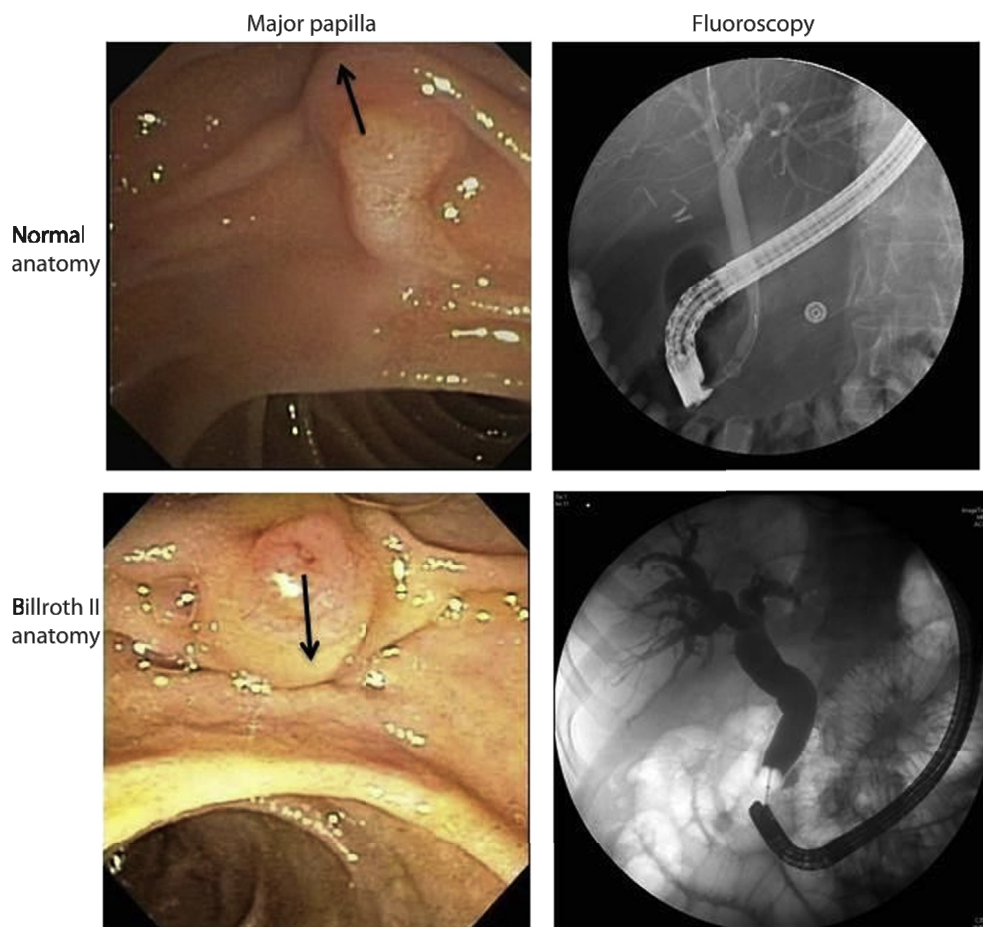 Major papilla
Fluoroscopy
Normal
anatomy
Billroth II
anatomy